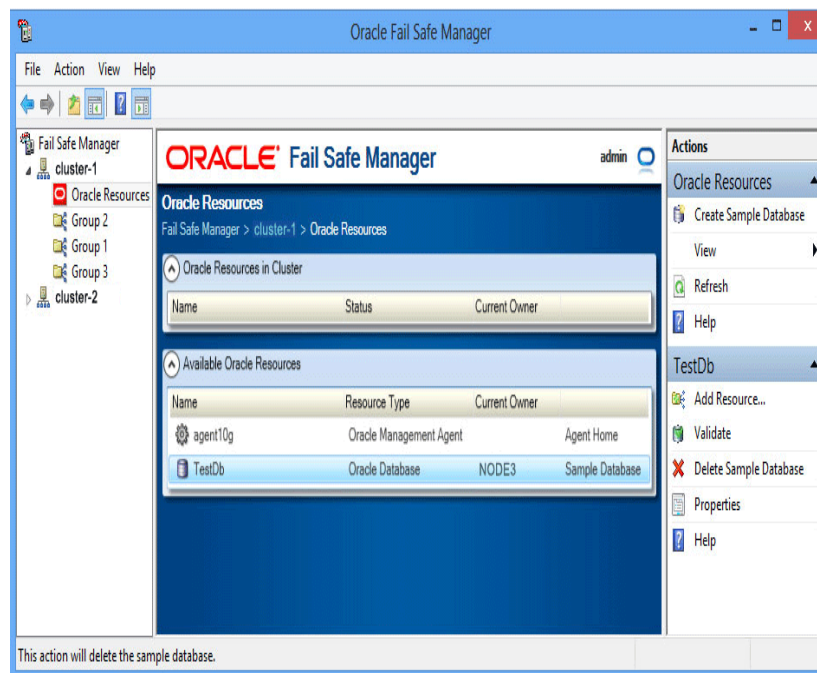 Oracle Fail Safe Manager
File Action View Help
Fail Safe Manager
cluster-1
Oracle Resources
Group 2
Group 1
Group 3
cluster-2
ORACLE Fail Safe Manager
admin
Oracle Resources
Fail Safe Manager > cluster-1 > Oracle Resources
Oracle Resources in Cluster
Name Status Current Owner
Available Oracle Resources
Name Resource Type Current Owner
agent10g Oracle Management Agent Agent Home
TestDb Oracle Database NODE3 Sample Database
Actions
Oracle Resources
Create Sample Database
View
Refresh
Help
TestDb
Add Resource...
Validate
Delete Sample Database
Properties
Help
This action will delete the sample database.